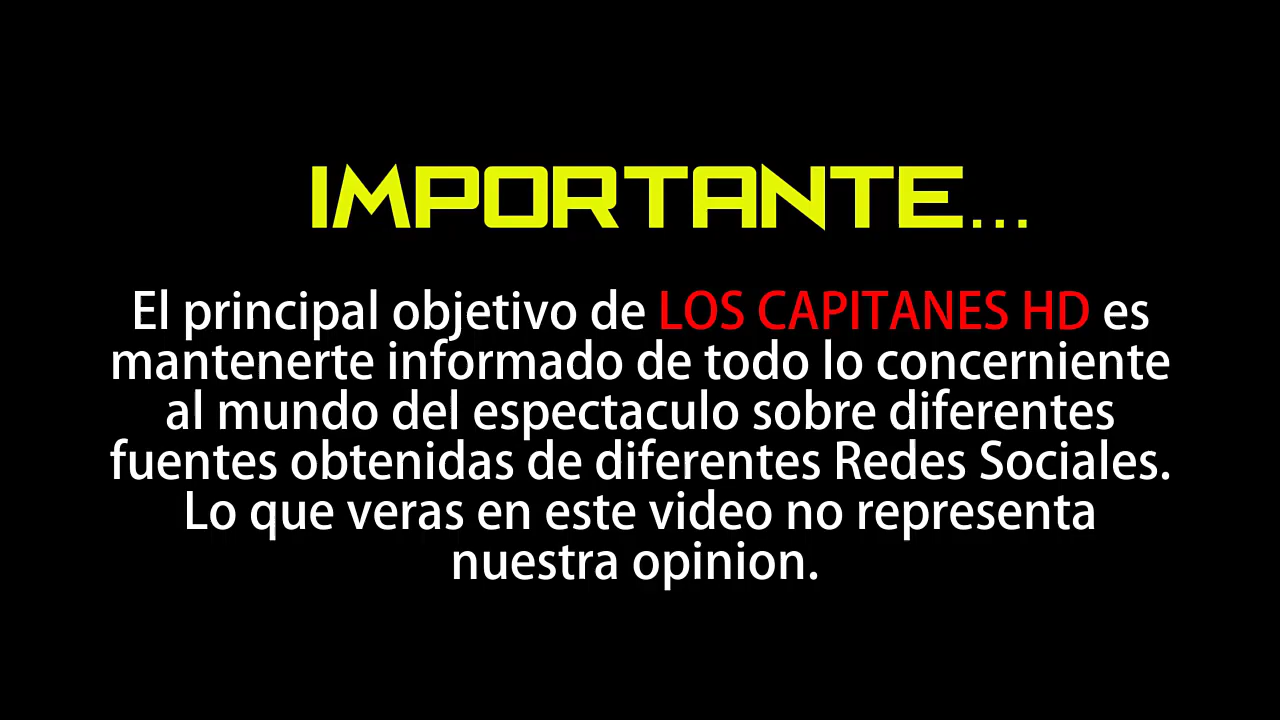 IMPORTANTE...
El principal objetivo de LOS CAPITANES HD es
mantenerte informado de todo lo concerniente
al mundo del espectaculo sobre diferentes
fuentes obtenidas de diferentes Redes Sociales.
Lo que veras en este video no representa
nuestra opinion.